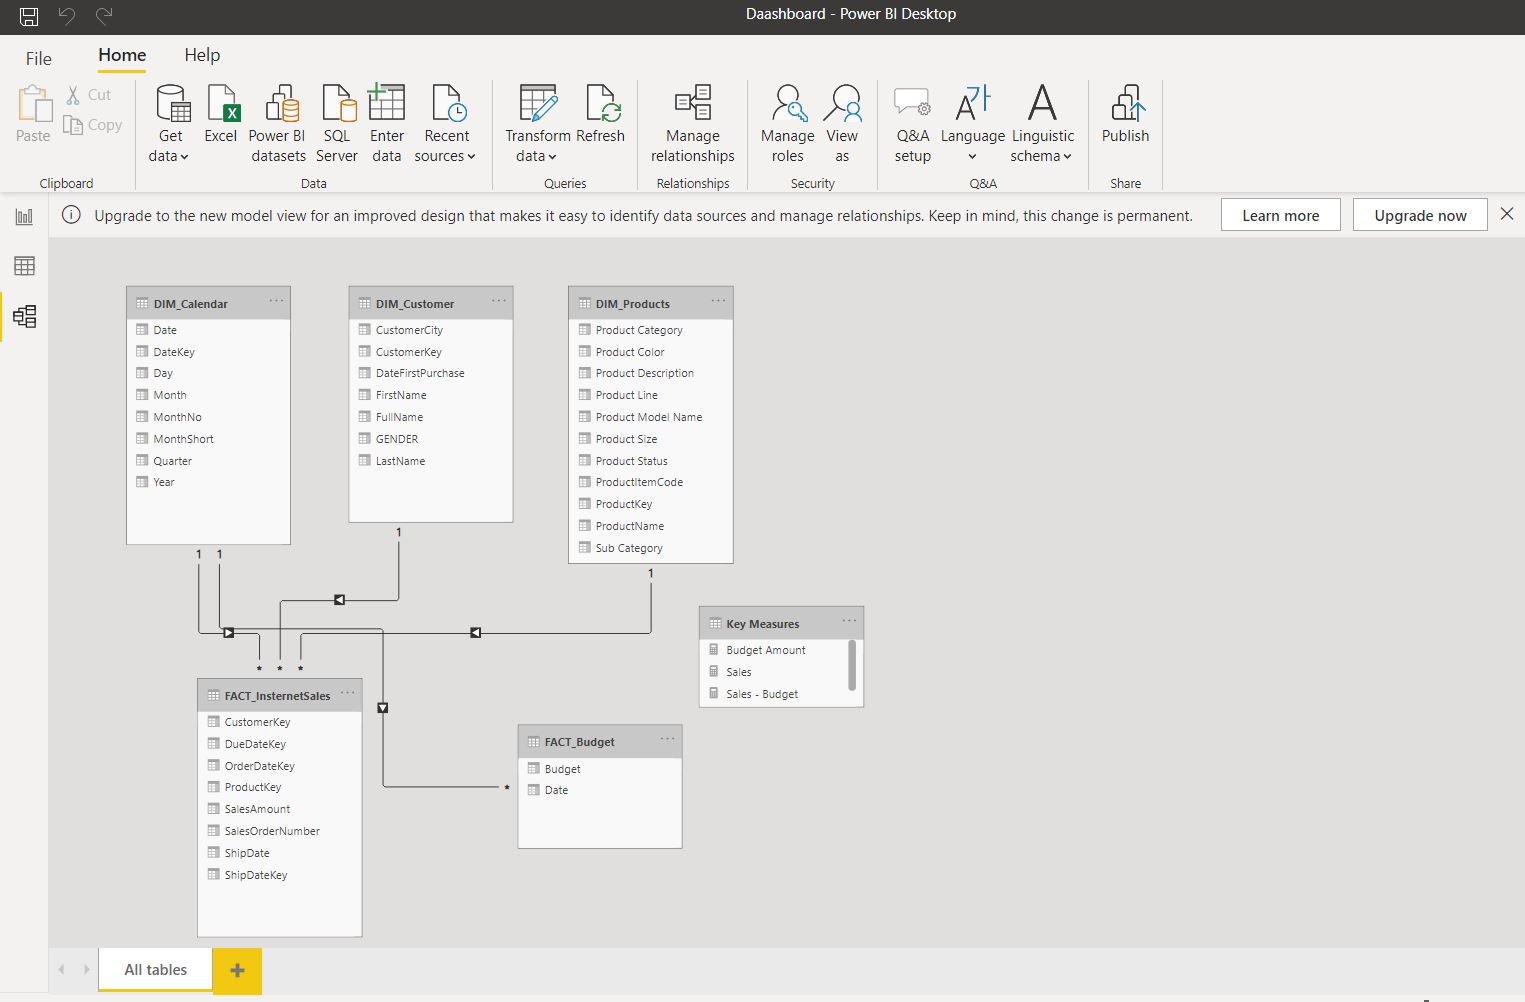 Daashboard - Power BI Desktop
File Home Help
Paste
Cut
Copy
Get data
Excel
Power BI datasets
SQL Server
Enter data
Recent sources
Transform data
Refresh
Manage relationships
Manage roles
View as
Q&A setup
Language
Linguistic schema
Publish
Clipboard
Data
Queries
Relationships
Security
Q&A
Share
Upgrade to the new model view for an improved design that makes it easy to identify data sources and manage relationships. Keep in mind, this change is permanent.
Learn more
Upgrade now
DIM_Calendar
Date
DateKey
Day
Month
MonthNo
MonthShort
Quarter
Year
DIM_Customer
CustomerCity
CustomerKey
DateFirstPurchase
FirstName
FullName
GENDER
LastName
DIM_Products
Product Category
Product Color
Product Description
Product Line
Product Model Name
Product Size
Product Status
ProductItemCode
ProductKey
ProductName
Sub Category
1 1
1
1
* * *
Key Measures
Budget Amount
Sales
Sales - Budget
FACT_InsternetSales
CustomerKey
DueDateKey
OrderDateKey
ProductKey
SalesAmount
SalesOrderNumber
ShipDate
ShipDateKey
*
FACT_Budget
Budget
Date
All tables